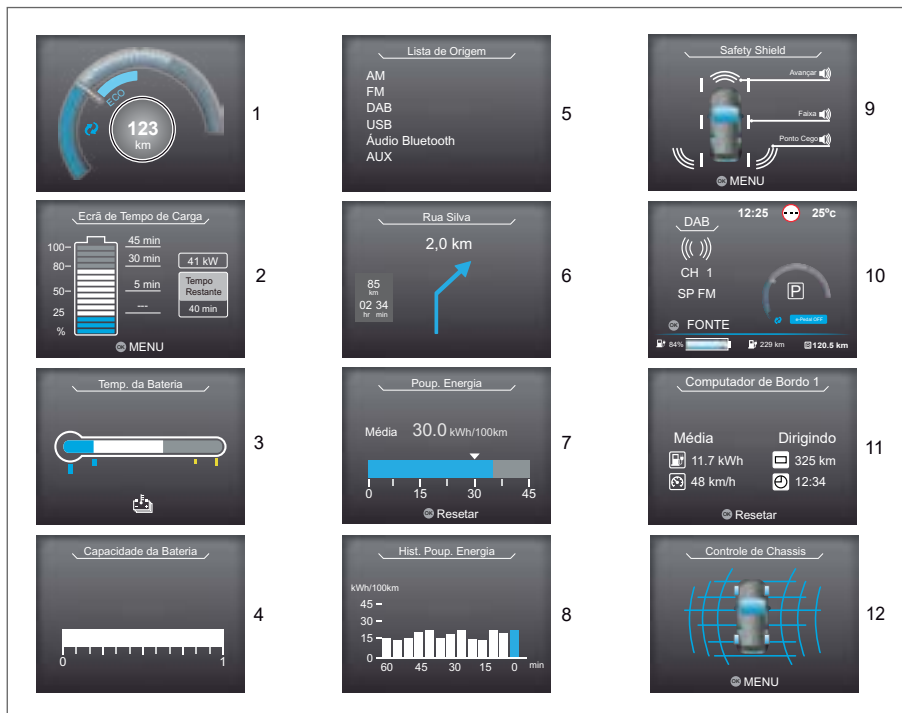 ECO
123
km
1
Ecrã de Tempo de Carga
100
80
50
25
%
45 min
30 min
5 min
---
41 kW
Tempo
Restante
40 min
OK MENU
2
Temp. da Bateria
3
Capacidade da Bateria
0 1
4
Lista de Origem
AM
FM
DAB
USB
Áudio Bluetooth
AUX
5
Rua Silva
2,0 km
85
km
02 34
hr min
6
Poup. Energia
Média 30.0 kWh/100km
0 15 30 45
OK Resetar
7
Hist. Poup. Energia
kWh/100km
45
30
15
0
60 45 30 15 0 min
8
Safety Shield
Avançar
Faixa
Ponto Cego
OK MENU
9
12:25 25ºc
DAB
CH 1
SP FM
P
e-Pedal OFF
OK FONTE
84% 229 km 120.5 km
10
Computador de Bordo 1
Média Dirigindo
11.7 kWh 325 km
48 km/h 12:34
OK Resetar
11
Controle de Chassis
OK MENU
12